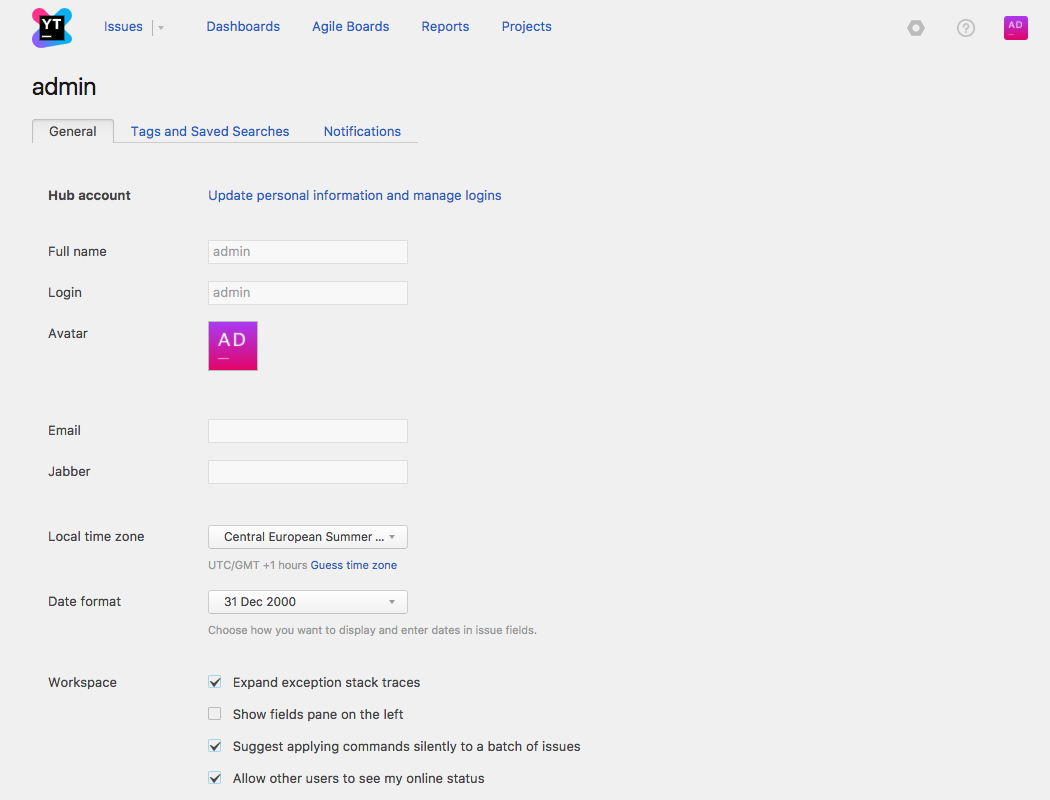 YT Issues Dashboards Agile Boards Reports Projects ? AD
admin
General Tags and Saved Searches Notifications
Hub account Update personal information and manage logins
Full name admin
Login admin
Avatar AD
Email
Jabber
Local time zone Central European Summer ...
UTC/GMT +1 hours Guess time zone
Date format 31 Dec 2000
Choose how you want to display and enter dates in issue fields.
Workspace Expand exception stack traces
Show fields pane on the left
Suggest applying commands silently to a batch of issues
Allow other users to see my online status